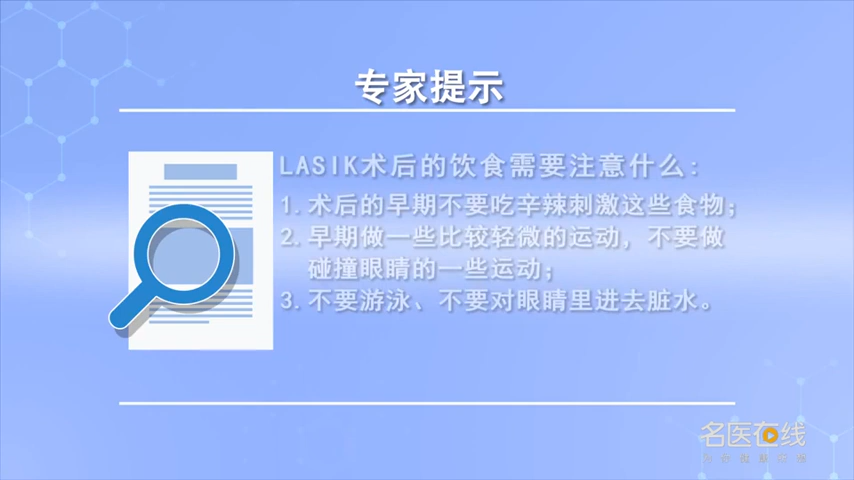 专家提示
LASIK术后的饮食需要注意什么：
1.术后的早期不要吃辛辣刺激这些食物；
2.早期做一些比较轻微的运动，不要做
碰撞眼睛的一些运动；
3.不要游泳、不要对眼睛里进去脏水。
名医在线